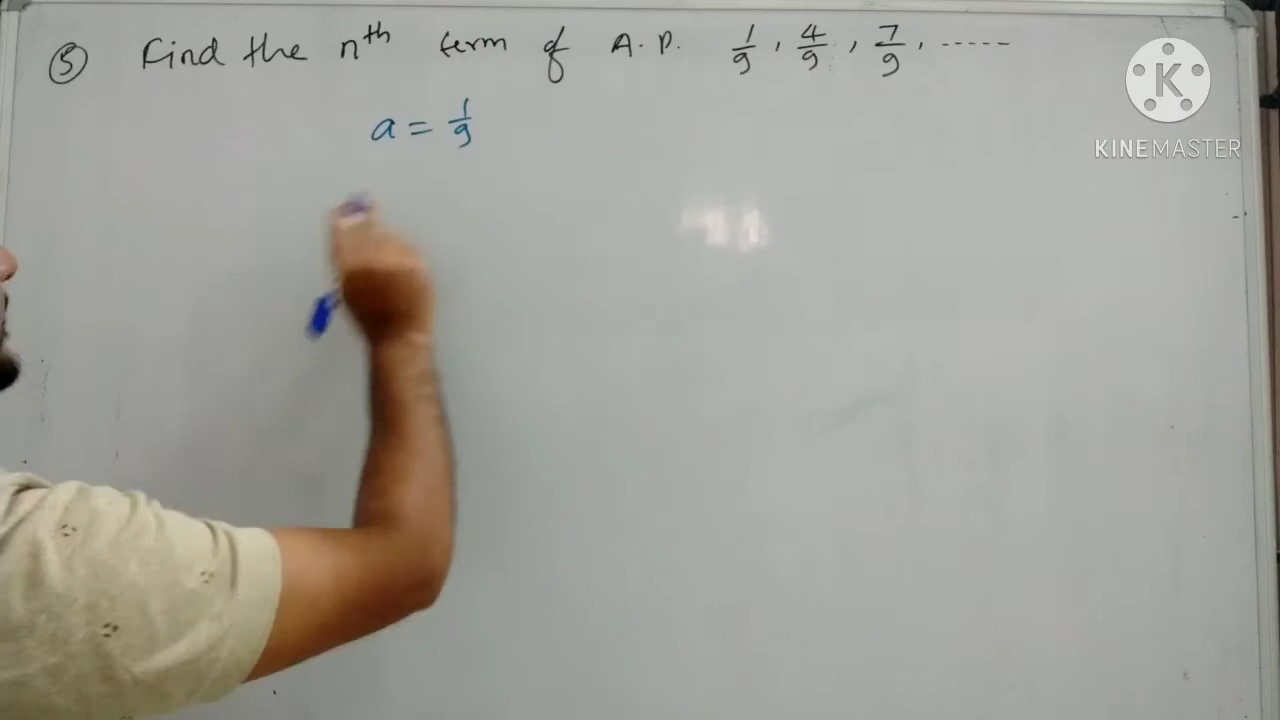 ⑤ Find the nᵗʰ term of A.P. 1/9, 4/9, 7/9, -----
a = 1/9
K
KINEMASTER